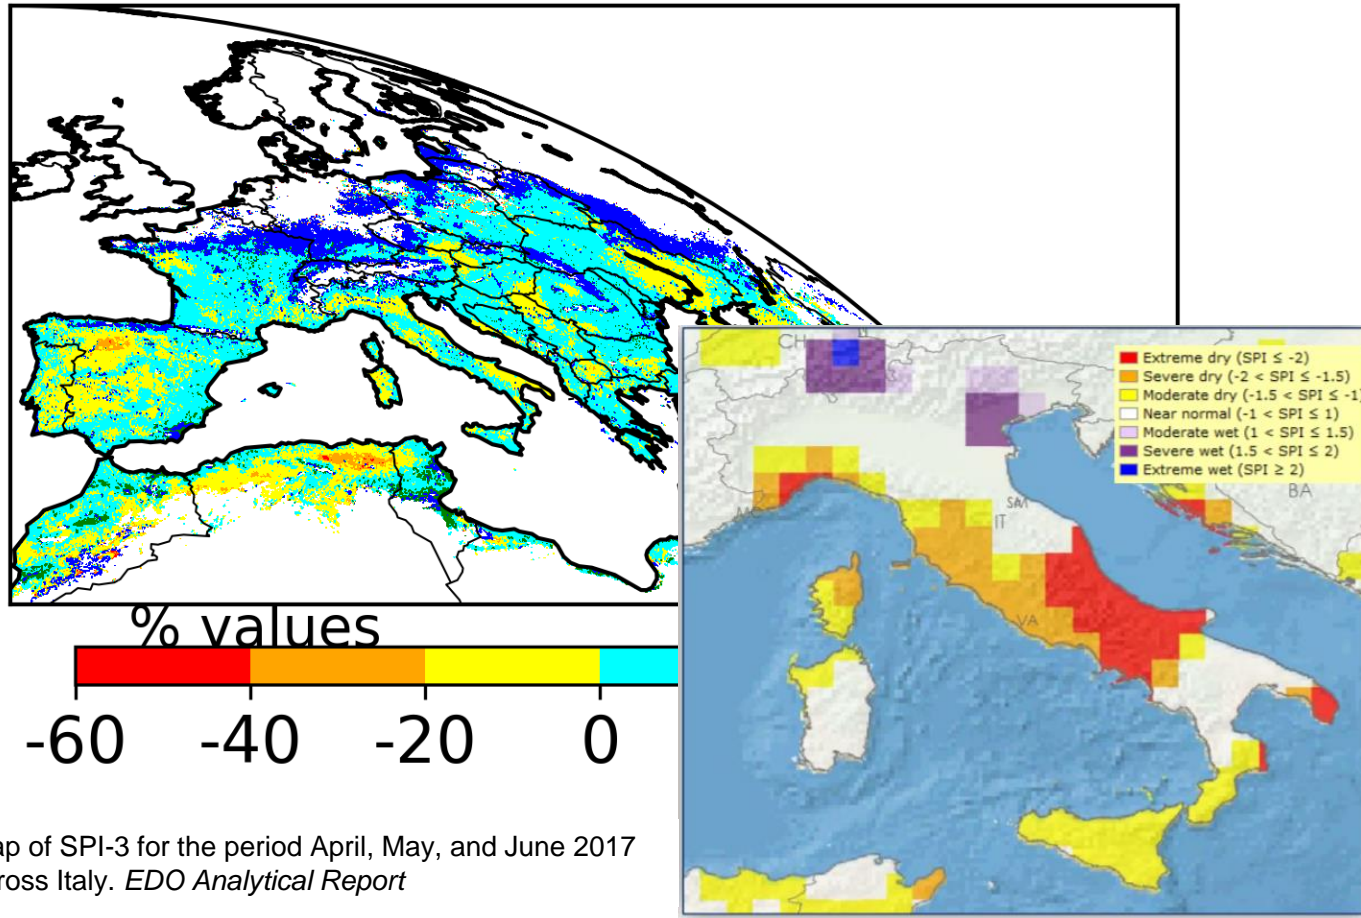 CH
LI
Extreme dry (SPI ≤ -2)
Severe dry (-2 < SPI ≤ -1.5)
Moderate dry (-1.5 < SPI ≤ -1)
Near normal (-1 < SPI ≤ 1)
Moderate wet (1 < SPI ≤ 1.5)
Severe wet (1.5 < SPI ≤ 2)
Extreme wet (SPI ≥ 2)
BA
SM
IT
VA
% values
-60 -40 -20 0
ap of SPI-3 for the period April, May, and June 2017
ross Italy. EDO Analytical Report